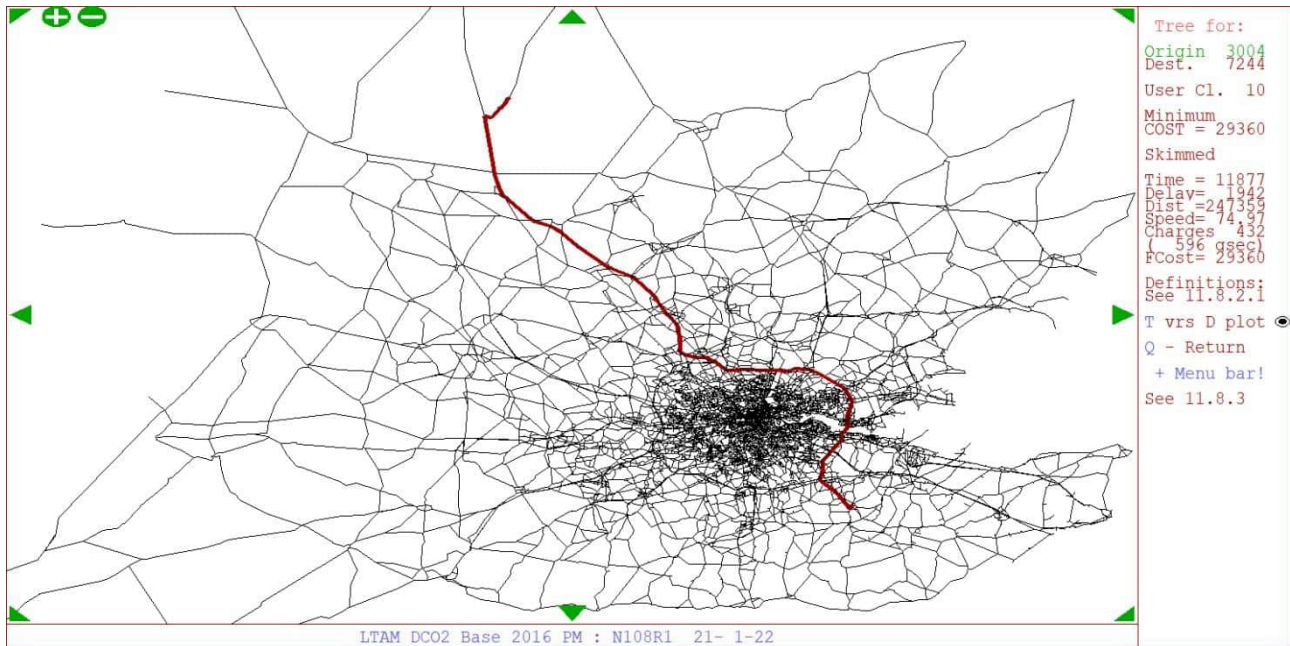 Tree for:
Origin 3004
Dest. 7244
User Cl. 10
Minimum
COST = 29360
Skimmed
Time = 11877
Delay= 1942
Dist =247359
Speed= 74.97
Charges 432
( 596 gsec)
FCost= 29360
Definitions:
See 11.8.2.1
T vrs D plot
Q - Return
+ Menu bar!
See 11.8.3
LTAM DCO2 Base 2016 PM : N108R1 21- 1-22